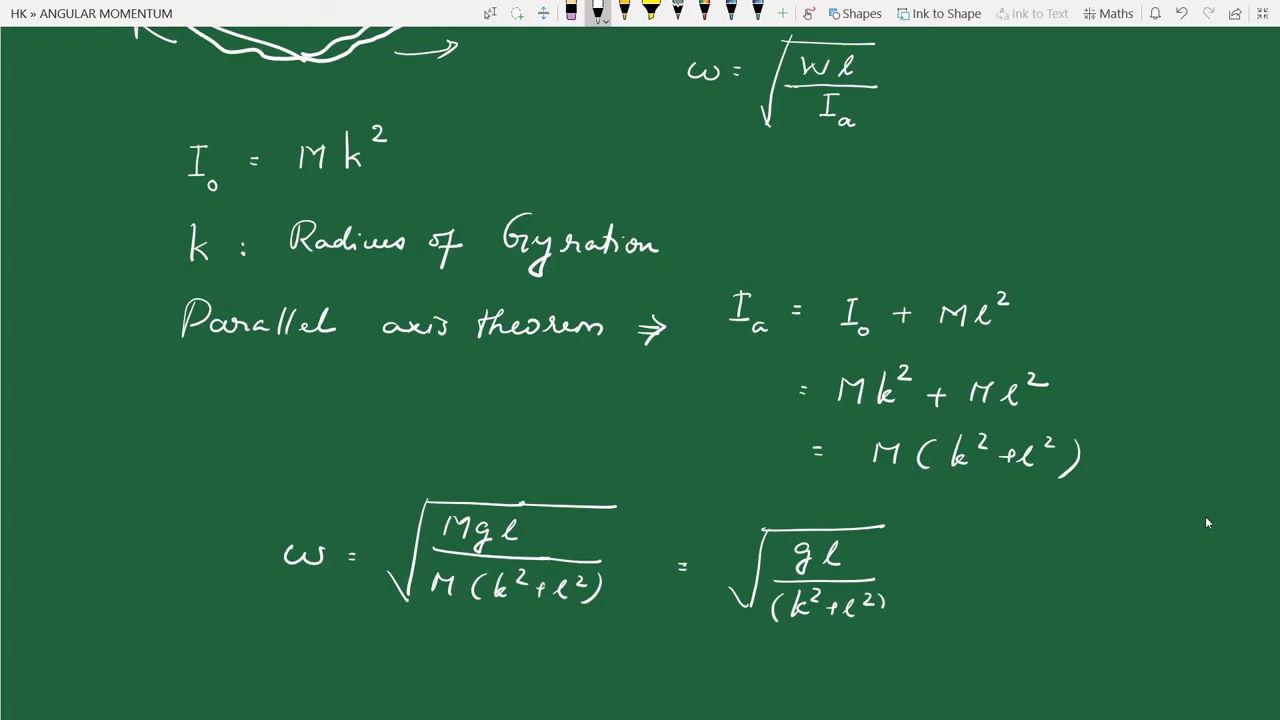 HK » ANGULAR MOMENTUM
Shapes
Ink to Shape
Ink to Text
Maths
ω = √(Wl / Iₐ)
I₀ = Mk²
k : Radius of Gyration
Parallel axis theorem ⇒ Iₐ = I₀ + Ml²
= Mk² + Ml²
= M(k²+l²)
ω = √(Mgl / M(k²+l²)) = √(gl / (k²+l²))